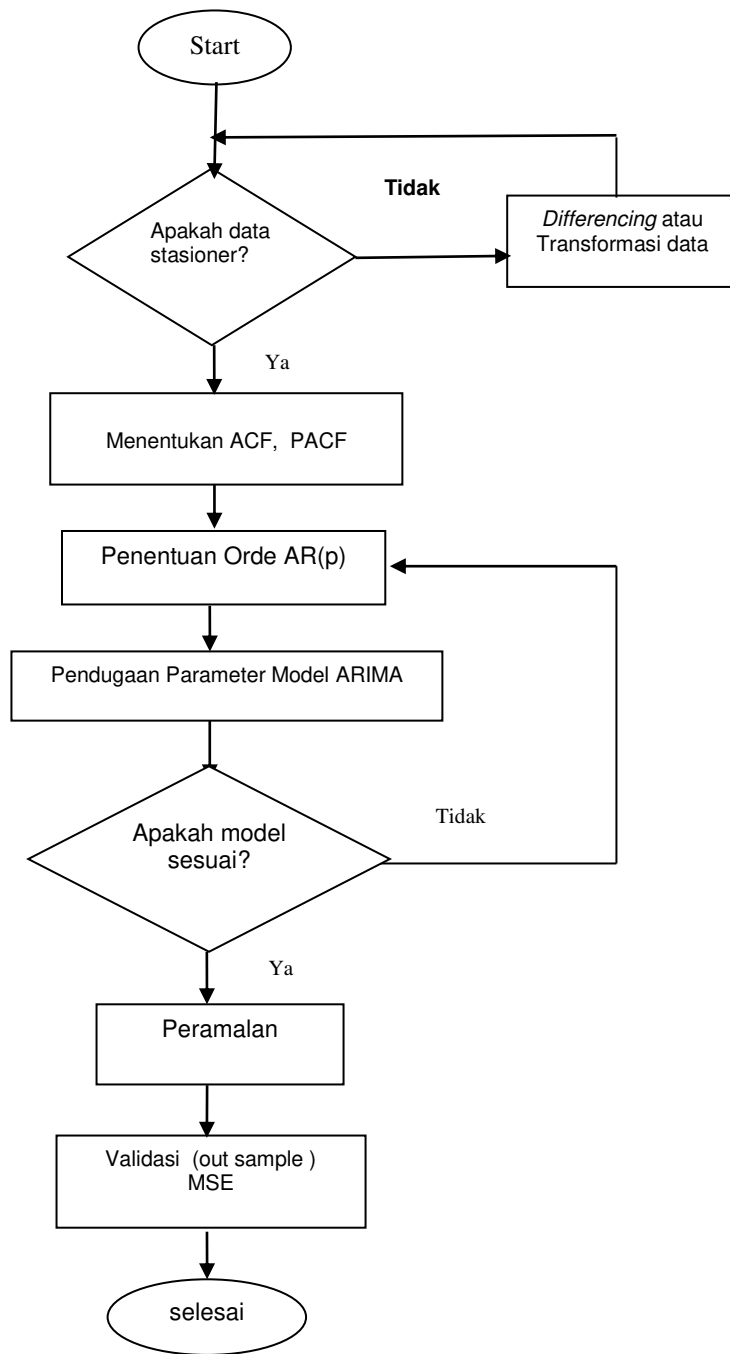 Start
Tidak
Apakah data
stasioner?
Differencing atau
Transformasi data
Ya
Menentukan ACF, PACF
Penentuan Orde AR(p)
Pendugaan Parameter Model ARIMA
Apakah model
sesuai?
Tidak
Ya
Peramalan
Validasi (out sample )
MSE
selesai